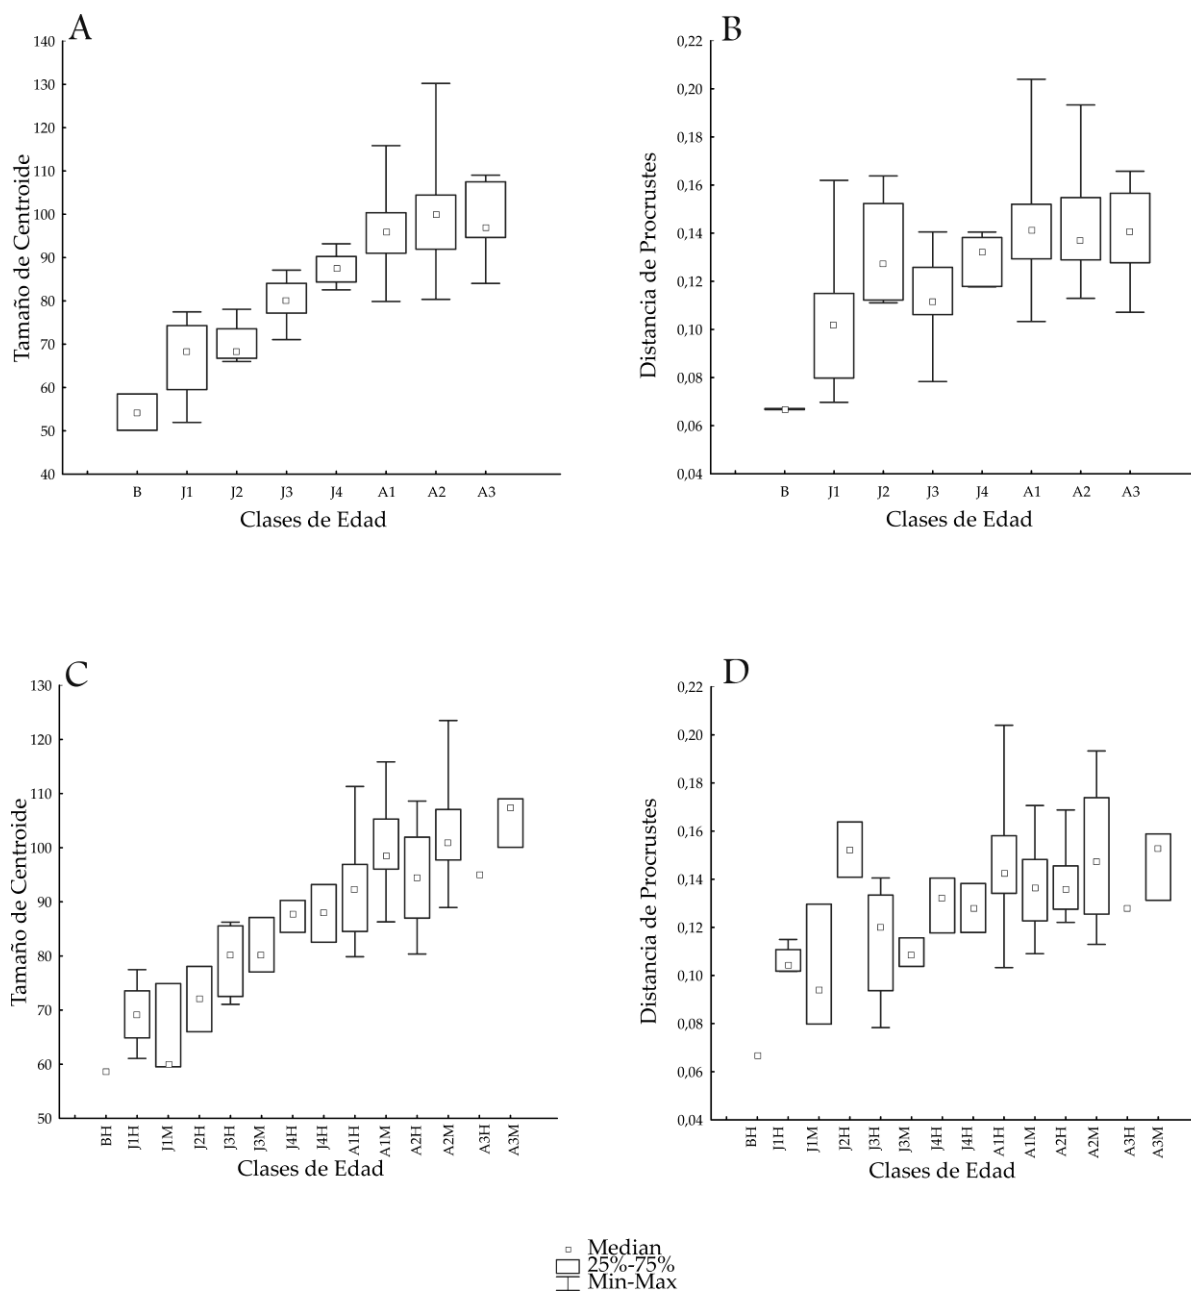 A
140
130
120
110
100
90
80
70
60
50
40
Tamaño de Centroide
B J1 J2 J3 J4 A1 A2 A3
Clases de Edad
B
0,22
0,20
0,18
0,16
0,14
0,12
0,10
0,08
0,06
0,04
Distancia de Procrustes
B J1 J2 J3 J4 A1 A2 A3
Clases de Edad
C
130
120
110
100
90
80
70
60
50
Tamaño de Centroide
BH J1H J1M J2H J3H J3M J4H J4H A1H A1M A2H A2M A3H A3M
Clases de Edad
D
0,22
0,20
0,18
0,16
0,14
0,12
0,10
0,08
0,06
0,04
Distancia de Procrustes
BH J1H J1M J2H J3H J3M J4H J4H A1H A1M A2H A2M A3H A3M
Clases de Edad
Median
25%-75%
Min-Max